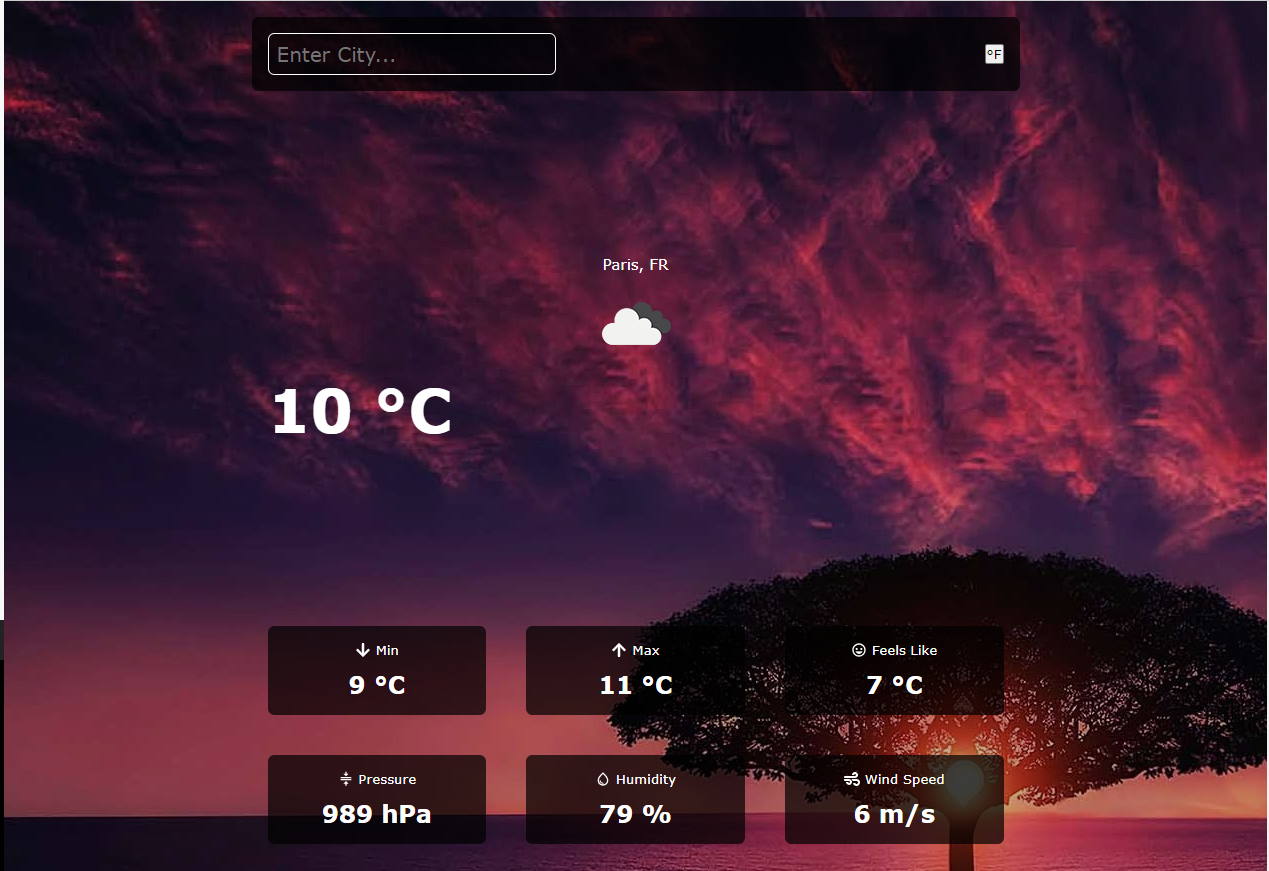 Enter City...
°F
Paris, FR
10 °C
Min
9 °C
Max
11 °C
Feels Like
7 °C
Pressure
989 hPa
Humidity
79 %
Wind Speed
6 m/s